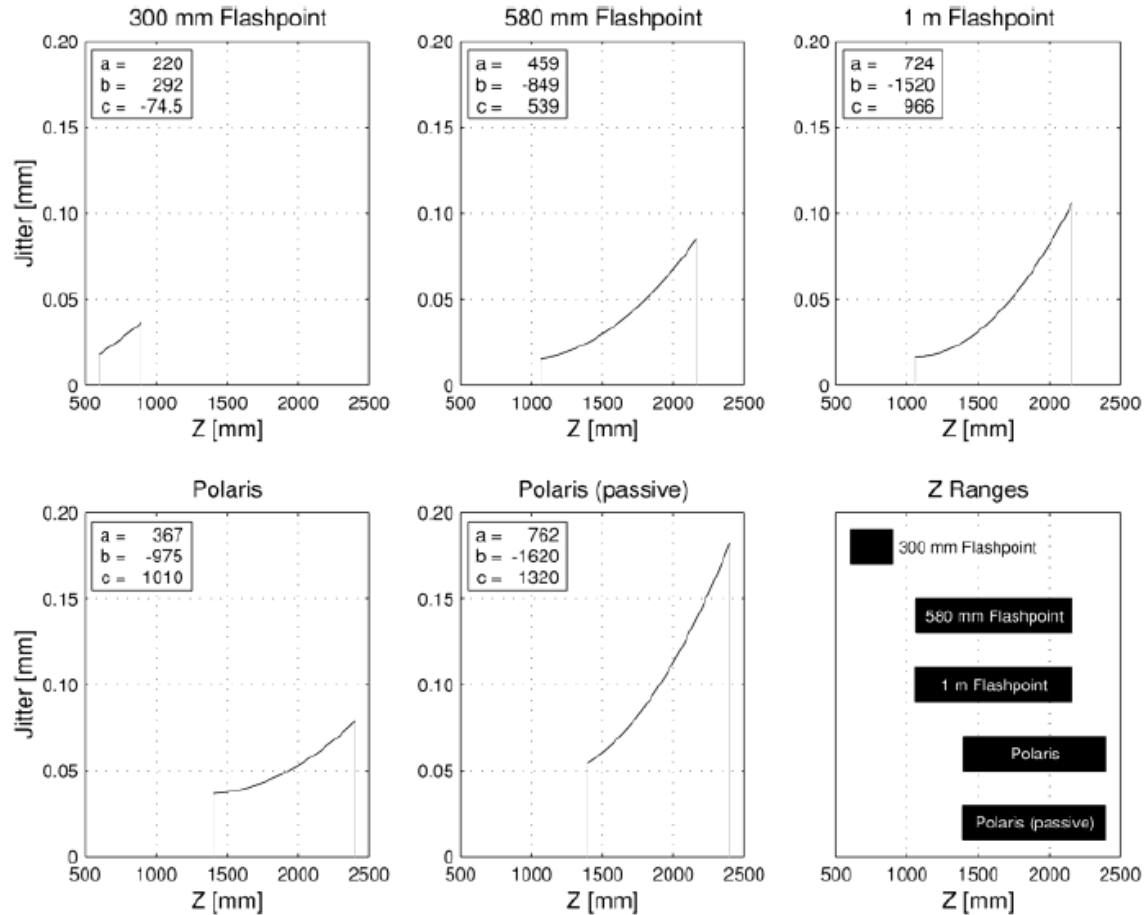 300 mm Flashpoint
0.20
0.15
0.10
0.05
0
Jitter [mm]
a = 220
b = 292
c = -74.5
500 1000 1500 2000 2500
Z [mm]
580 mm Flashpoint
0.20
0.15
0.10
0.05
0
a = 459
b = -849
c = 539
500 1000 1500 2000 2500
Z [mm]
1 m Flashpoint
0.20
0.15
0.10
0.05
0
a = 724
b = -1520
c = 966
500 1000 1500 2000 2500
Z [mm]
Polaris
0.20
0.15
0.10
0.05
0
Jitter [mm]
a = 367
b = -975
c = 1010
500 1000 1500 2000 2500
Z [mm]
Polaris (passive)
0.20
0.15
0.10
0.05
0
a = 762
b = -1620
c = 1320
500 1000 1500 2000 2500
Z [mm]
Z Ranges
300 mm Flashpoint
580 mm Flashpoint
1 m Flashpoint
Polaris
Polaris (passive)
500 1000 1500 2000 2500
Z [mm]